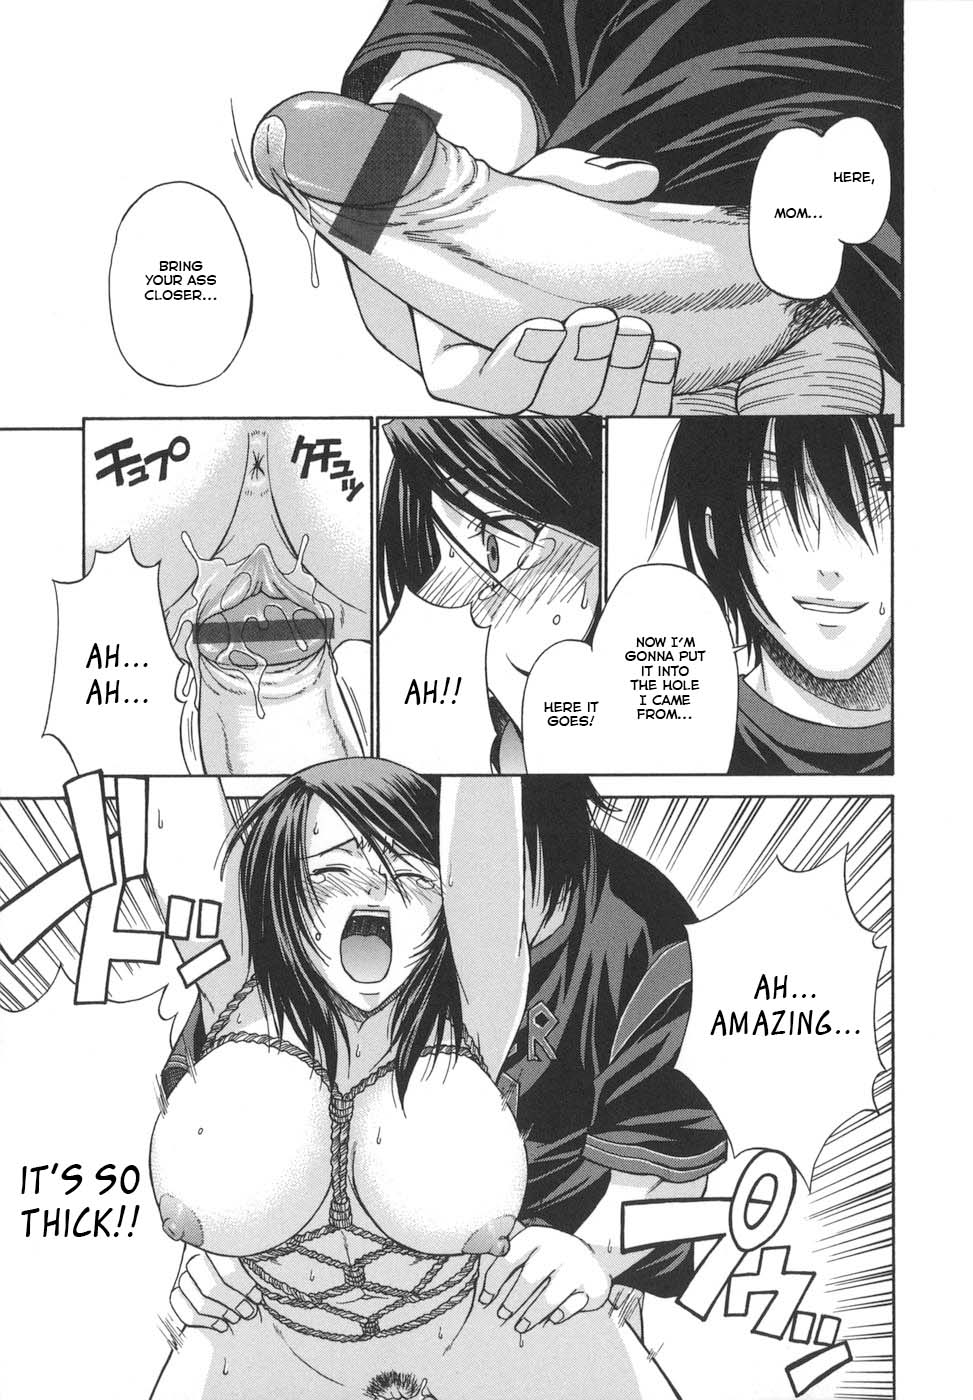 HERE,
MOM...
BRING
YOUR ASS
CLOSER...
NOW I'M
GONNA PUT
IT INTO
THE HOLE
I CAME
FROM...
HERE IT
GOES!
AH!!
クチュッ
チュプ
AH...
AH...
AH...
AMAZING...
IT'S SO
THICK!!